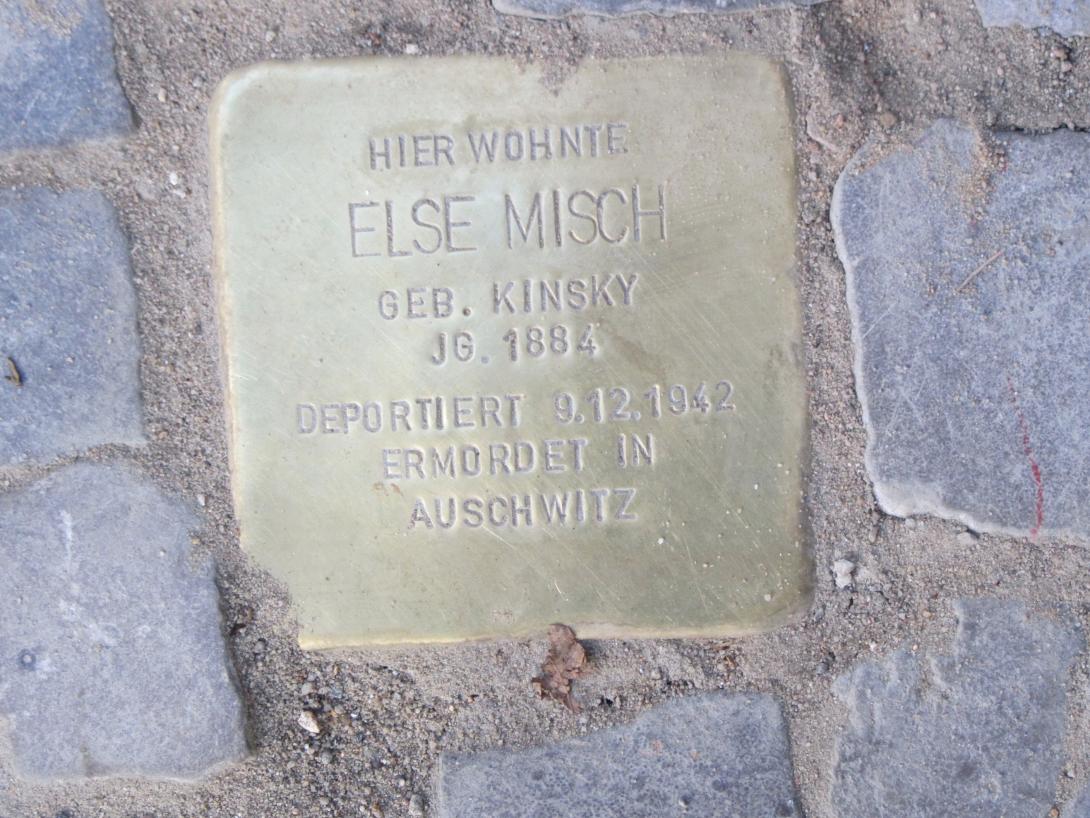 HIER WOHNTE
ELSE MISCH
GEB. KINSKY
JG. 1884
DEPORTIERT 9.12.1942
ERMORDET IN
AUSCHWITZ